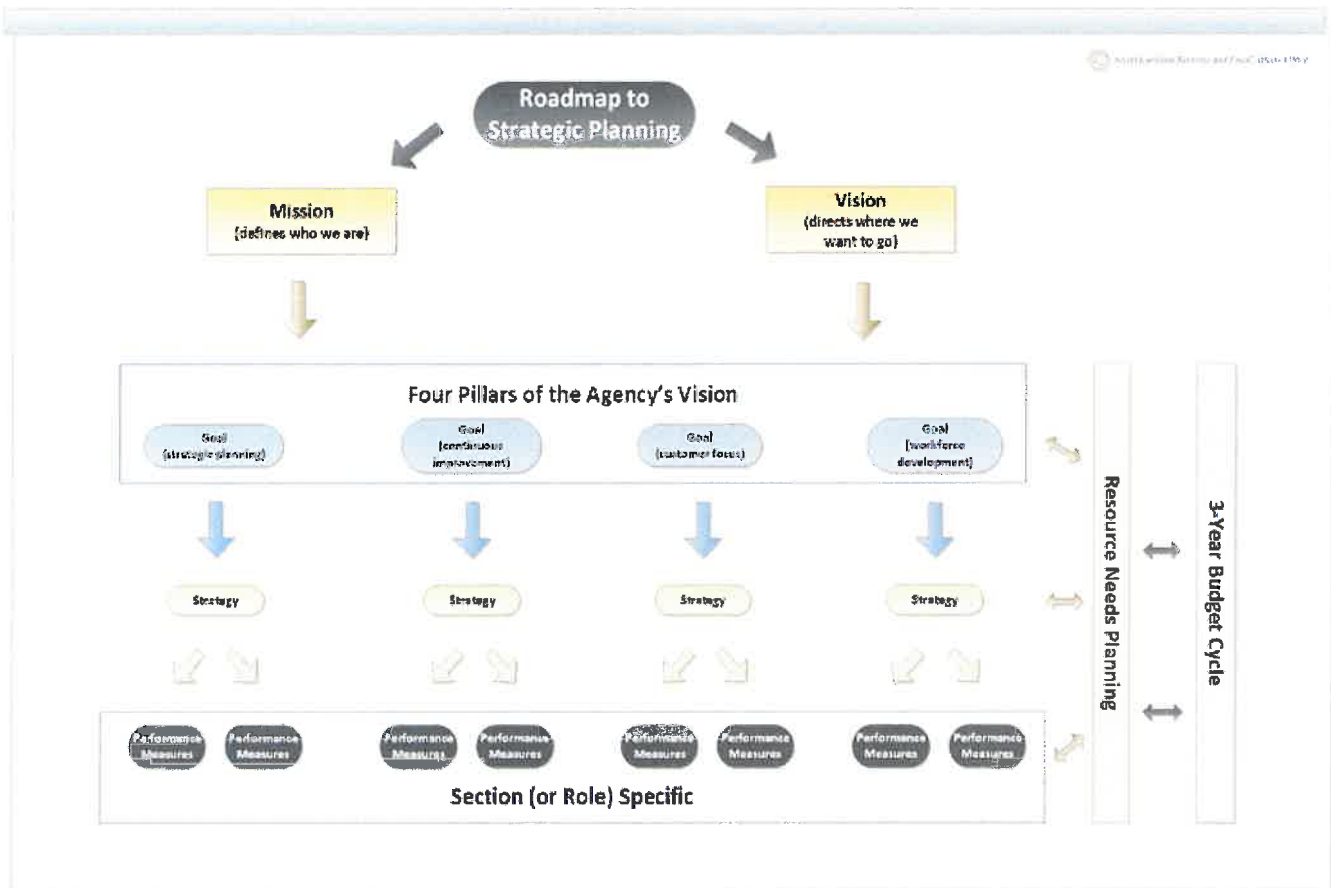 Roadmap to
Strategic Planning
Mission
(defines who we are)
Vision
(directs where we
want to go)
Four Pillars of the Agency's Vision
Goal
(strategic planning)
Goal
(continuous
improvement)
Goal
(customer focus)
Goal
(workforce
development)
Strategy
Strategy
Strategy
Strategy
Performance
Measures
Performance
Measures
Performance
Measures
Performance
Measures
Performance
Measures
Performance
Measures
Performance
Measures
Performance
Measures
Section (or Role) Specific
Resource Needs Planning
3-Year Budget Cycle